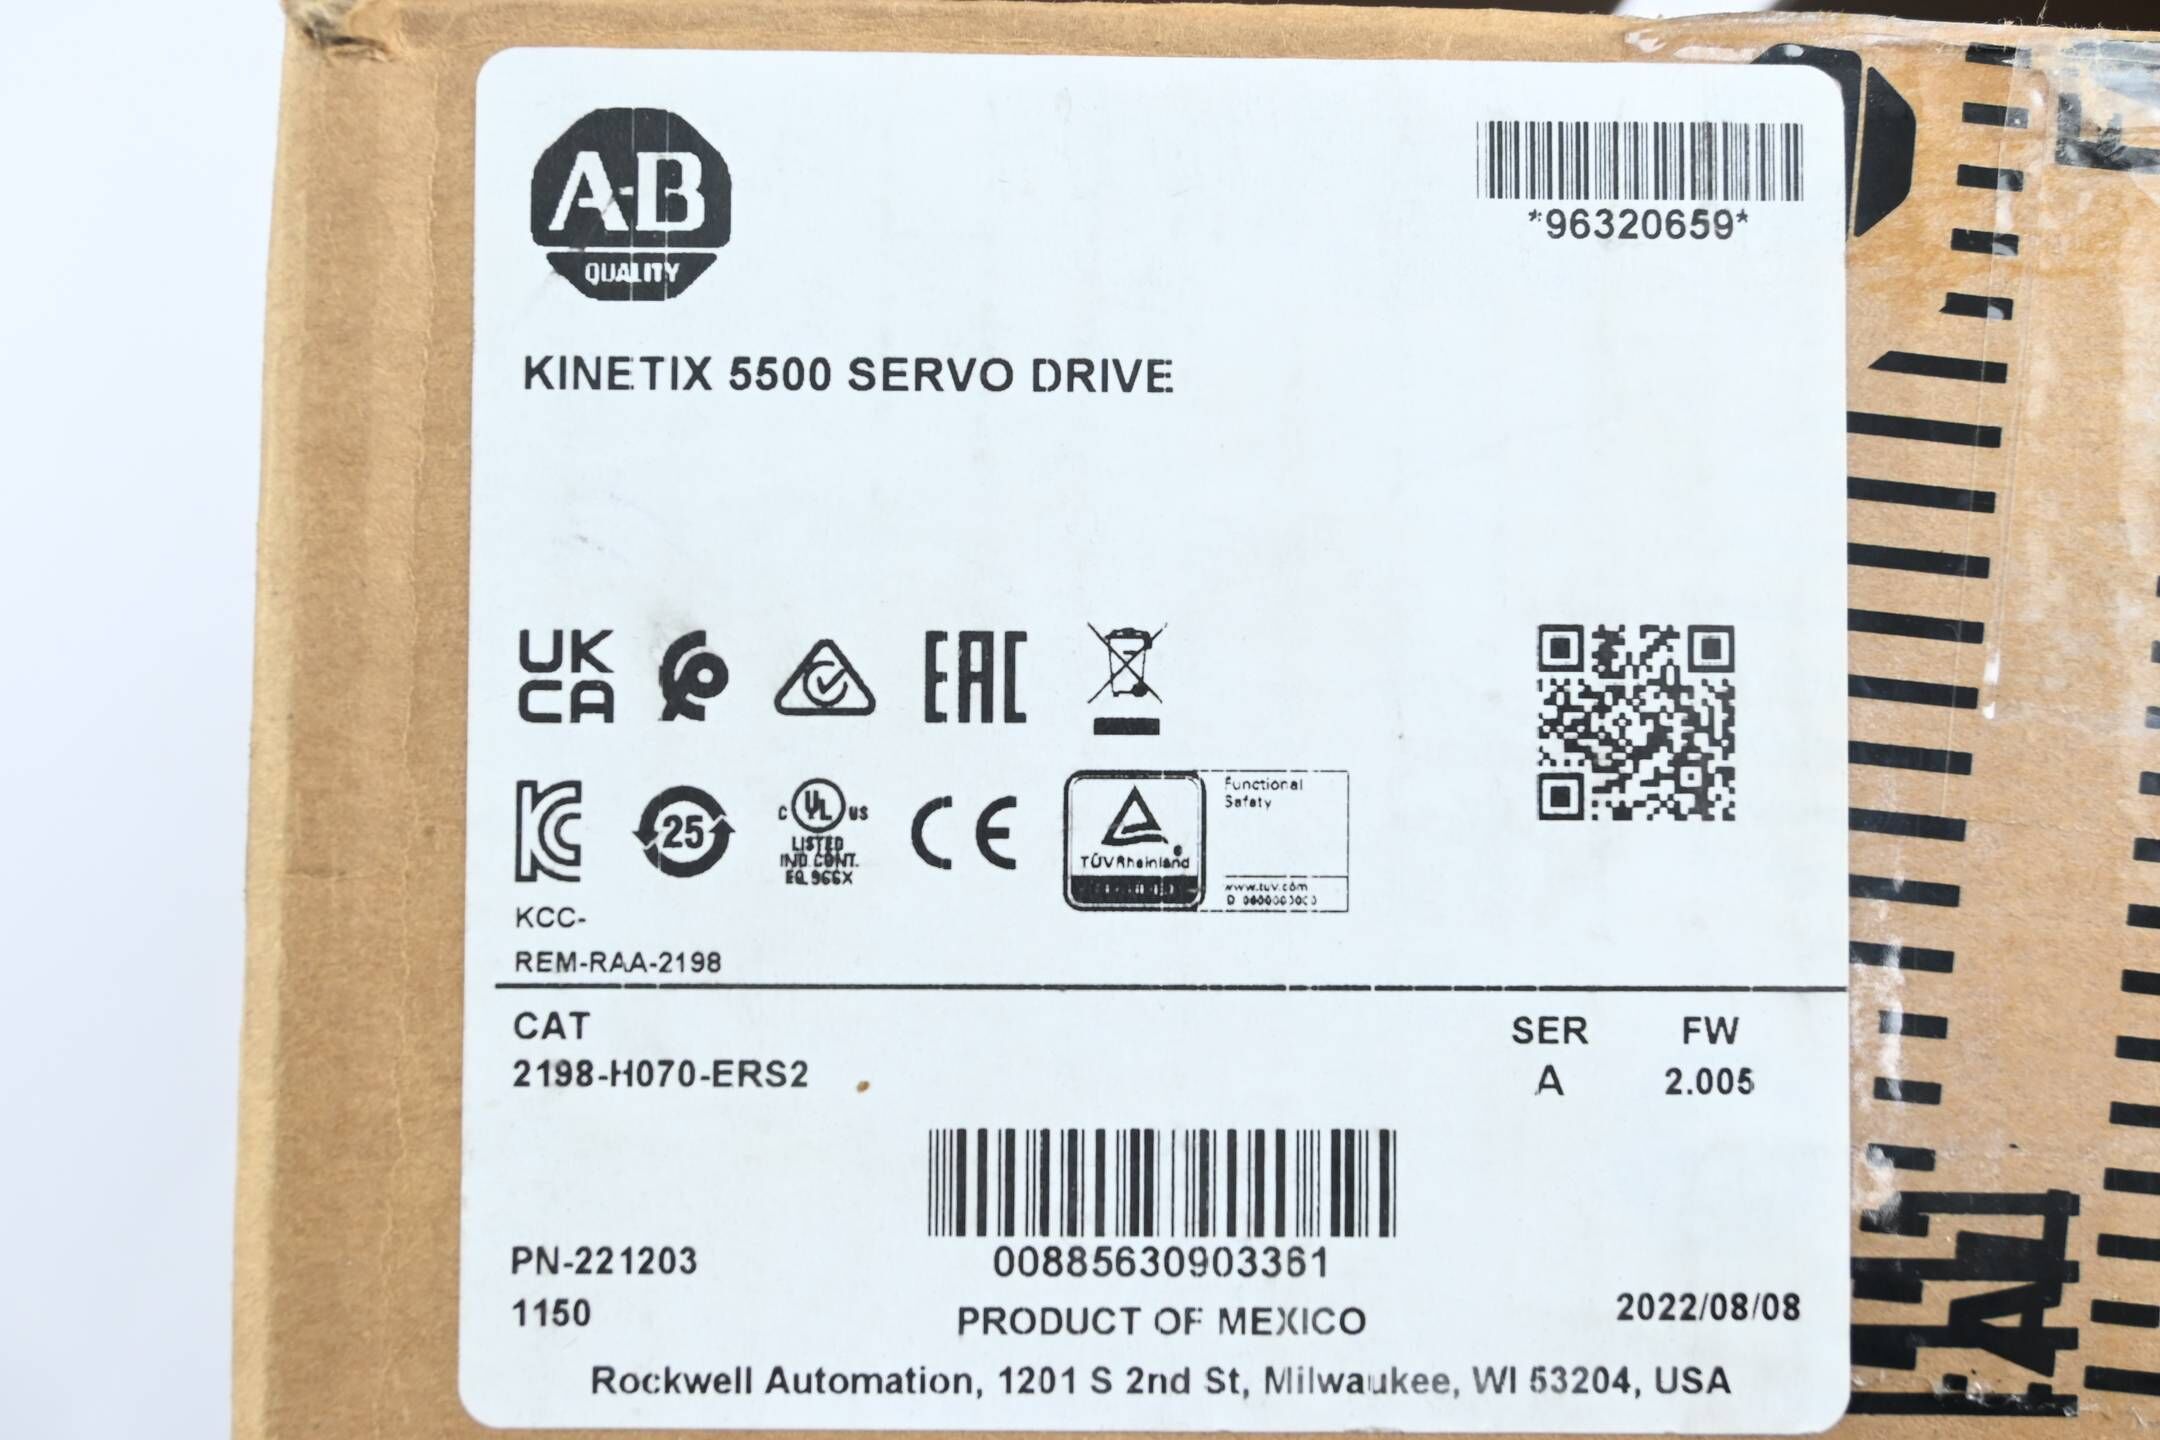 A-B
QUALITY
*96320659*
KINETIX 5500 SERVO DRIVE
UK
CA
EAC
KC
25
C UL US
LISTED
IND. CONT.
EQ. 966X
CE
TÜVRheinland®
Functional
Safety
www.tuv.com
KCC-
REM-RAA-2198
CAT
2198-H070-ERS2
SER
A
FW
2.005
00885630903361
PN-221203
1150
PRODUCT OF MEXICO
2022/08/08
Rockwell Automation, 1201 S 2nd St, Milwaukee, WI 53204, USA